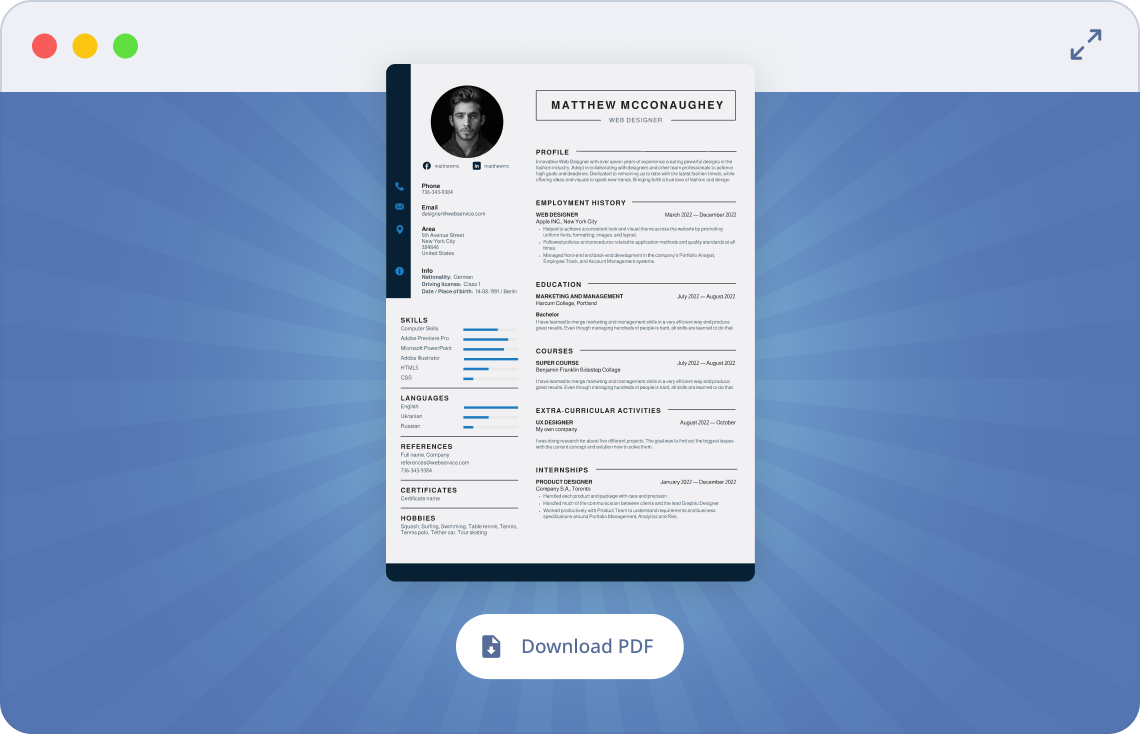 MATTHEW MCCONAUGHEY
WEB DESIGNER
matthewmc
matthewmc
Phone
736-343-9384
Email
designer@webservice.com
Area
5th Avenue Street
New York City
384646
United States
Info
Nationality: German
Driving license: Class 1
Date / Place of birth: 14-08-1991 / Berlin
SKILLS
Computer Skills
Adobe Premiere Pro
Microsoft PowerPoint
Adobe Illustrator
HTML5
CSS
LANGUAGES
English
Ukranian
Russian
REFERENCES
Full name, Company
references@webservice.com
736-343-9384
CERTIFICATES
Certificate name
HOBBIES
Squash, Surfing, Swimming, Table tennis, Tennis,
Tennis polo, Tether car, Tour skating
PROFILE
Innovative Web Designer with over seven years of experience creating powerful designs in the
fashion industry. Adept in collaborating with designers and other team professionals to achieve
high goals and deadlines. Dedicated to remaining up to date with the latest fashion trends, while
offering ideas and visuals to spark new trends. Bringing forth a true love of fashion and design.
EMPLOYMENT HISTORY
WEB DESIGNER March 2022 — December 2022
Apple INC., New York City
• Helped to achieve a consistent look and visual theme across the website by promoting
uniform fonts, formatting, images, and layout.
• Followed policies and procedures related to application methods and quality standards at all
times.
• Managed front-end and back-end development in the company's Portfolio Analyst,
Employee Track, and Account Management systems.
EDUCATION
MARKETING AND MANAGEMENT July 2022 — August 2022
Harcum College, Portland
Bachelor
I have learned to merge marketing and management skills in a very efficient way and produce
great results. Even though managing hundreds of people is hard, all skills are learned to do that.
COURSES
SUPER COURSE July 2022 — August 2022
Benjamin Franklin Sidestep Collage
I have learned to merge marketing and management skills in a very efficient way and produce
great results. Even though managing hundreds of people is hard, all skills are learned to do that
EXTRA-CURRICULAR ACTIVITIES
UX DESIGNER August 2022 — October
My own company
I was doing research for about five different projects. The goal was to find out the biggest issues
with the current concept and solution how to solve them.
INTERNSHIPS
PRODUCT DESIGNER January 2022 — December 2022
Company S.A., Toronto
• Handled each product and package with care and precision
• Handled much of the communication between clients and the lead Graphic Designer.
• Worked productively with Product Team to understand requirements and business
specifications around Portfolio Management, Analytics and Risk.
Download PDF